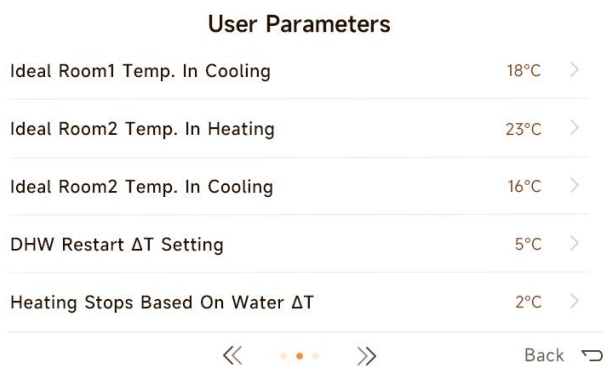 User Parameters
Ideal Room1 Temp. In Cooling 18°C
Ideal Room2 Temp. In Heating 23°C
Ideal Room2 Temp. In Cooling 16°C
DHW Restart ΔT Setting 5°C
Heating Stops Based On Water ΔT 2°C
Back